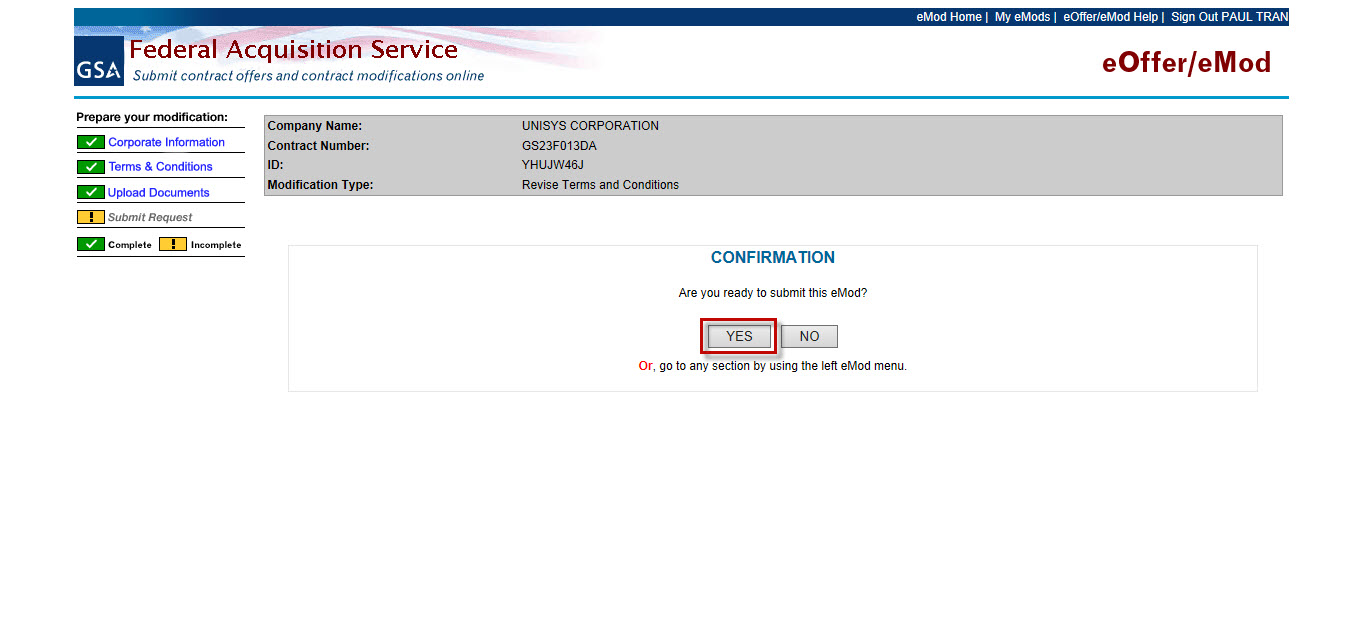 eMod Home | My eMods | eOffer/eMod Help | Sign Out PAUL TRAN
GSA
Federal Acquisition Service
Submit contract offers and contract modifications online
eOffer/eMod
Prepare your modification:
Corporate Information
Terms & Conditions
Upload Documents
! Submit Request
Complete ! Incomplete
Company Name: UNISYS CORPORATION
Contract Number: GS23F013DA
ID: YHUJW46J
Modification Type: Revise Terms and Conditions
CONFIRMATION
Are you ready to submit this eMod?
YES NO
Or, go to any section by using the left eMod menu.